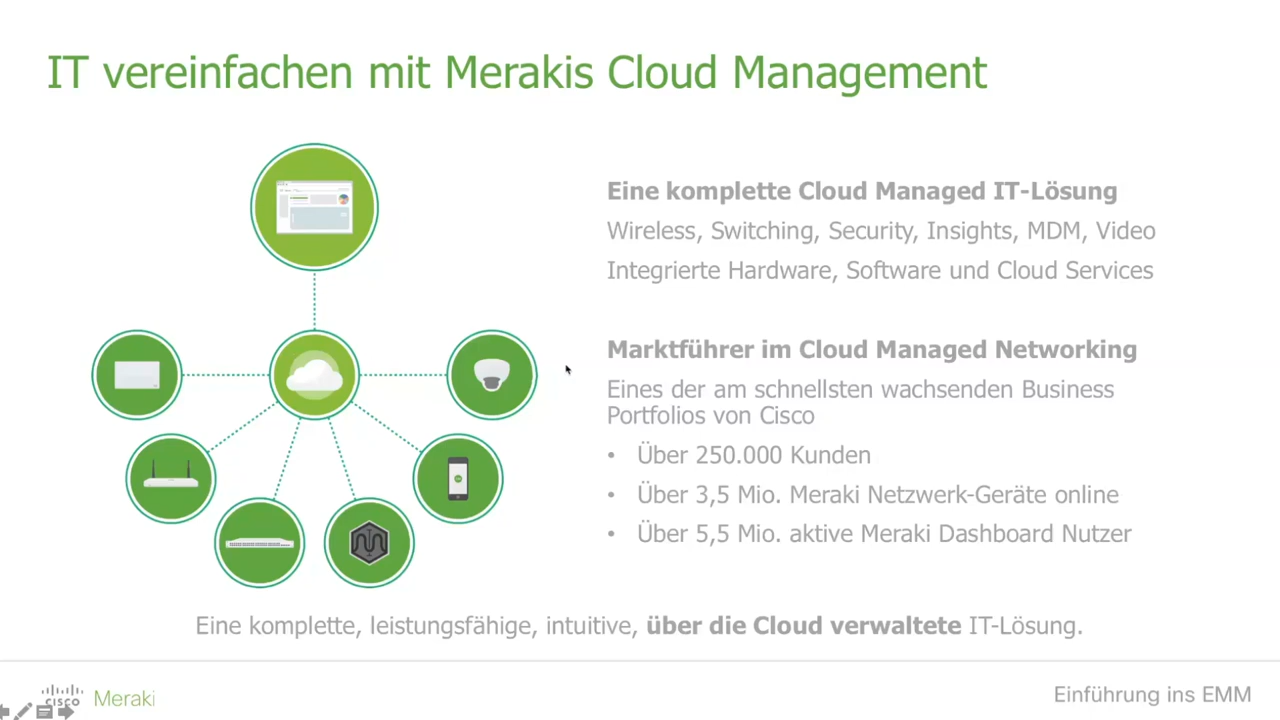 IT vereinfachen mit Merakis Cloud Management
Eine komplette Cloud Managed IT-Lösung
Wireless, Switching, Security, Insights, MDM, Video
Integrierte Hardware, Software und Cloud Services
Marktführer im Cloud Managed Networking
Eines der am schnellsten wachsenden Business
Portfolios von Cisco
• Über 250.000 Kunden
• Über 3,5 Mio. Meraki Netzwerk-Geräte online
• Über 5,5 Mio. aktive Meraki Dashboard Nutzer
Eine komplette, leistungsfähige, intuitive, über die Cloud verwaltete IT-Lösung.
CISCO Meraki
Einführung ins EMM